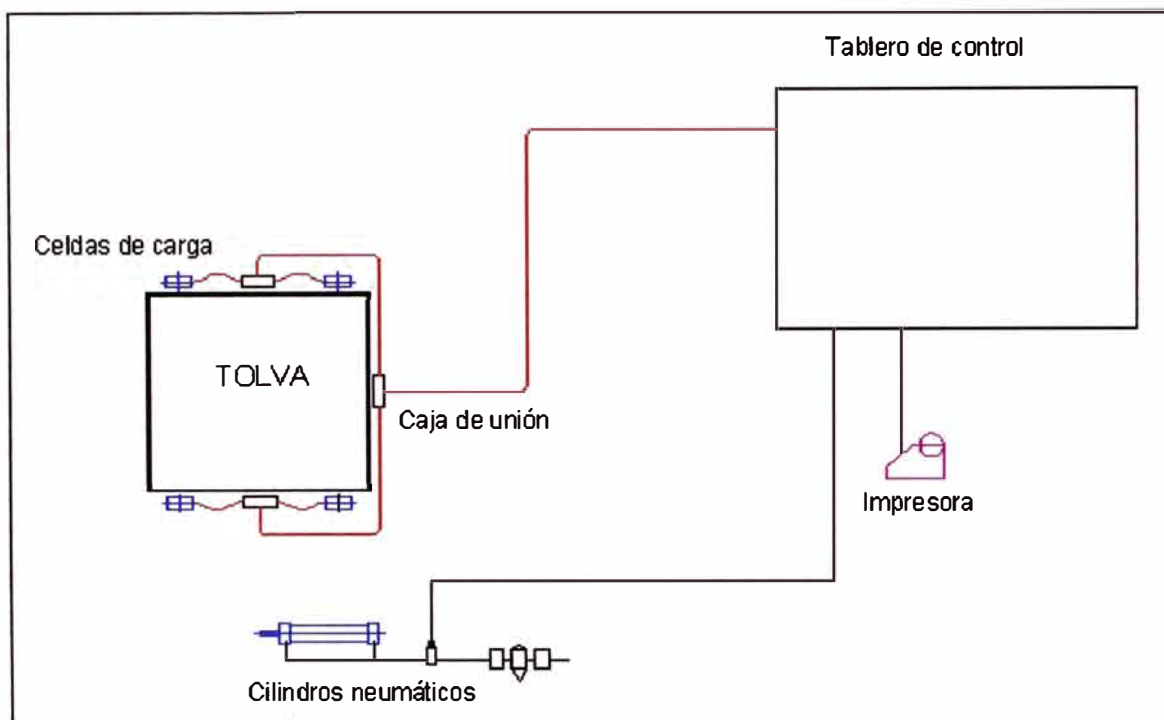 Tablero de control
Celdas de carga
TOLVA
Caja de unión
Impresora
Cilindros neumáticos